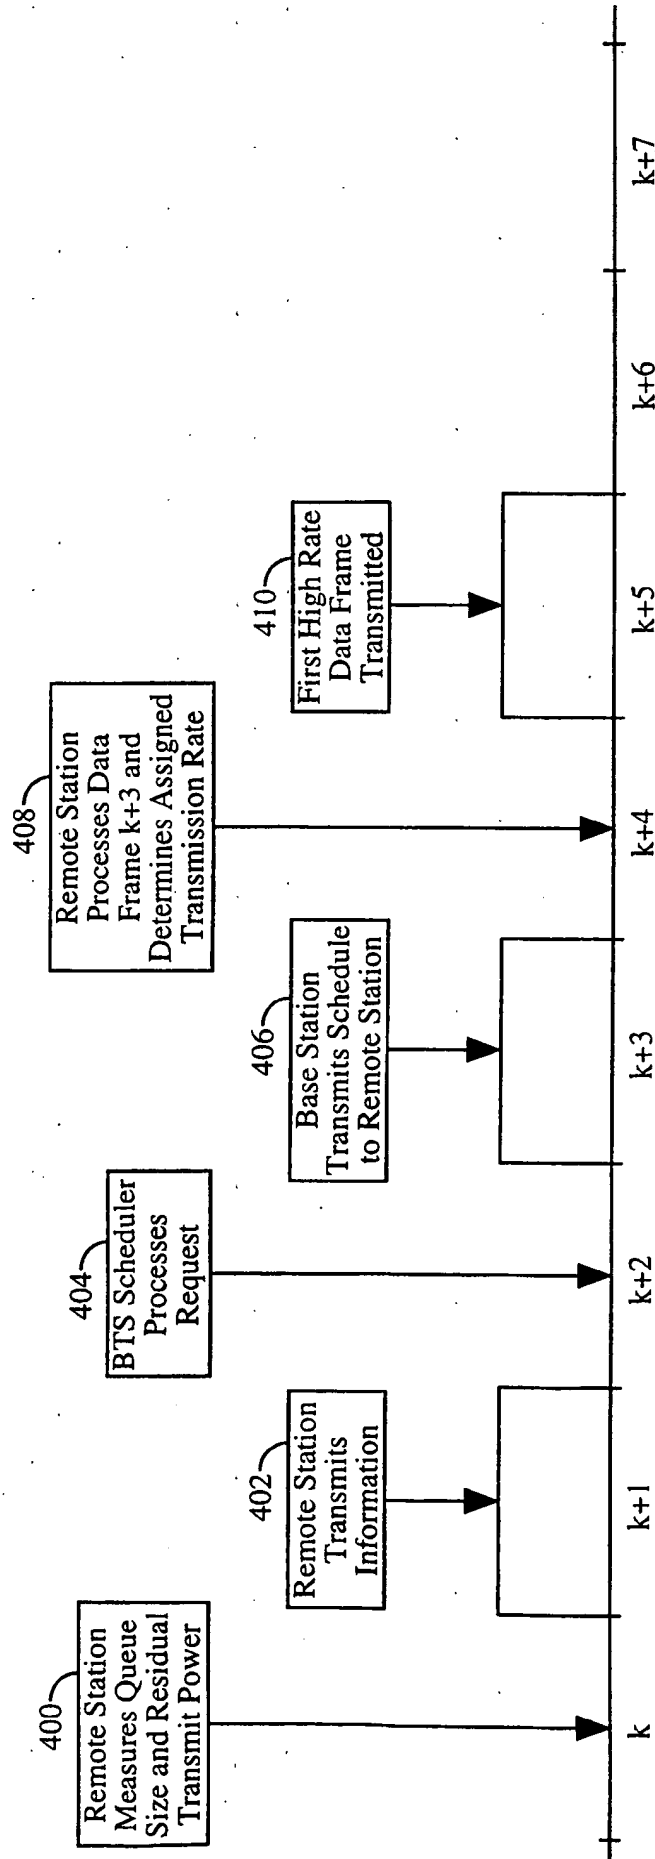 400
Remote Station
Measures Queue
Size and Residual
Transmit Power
402
Remote Station
Transmits
Information
404
BTS Scheduler
Processes
Request
406
Base Station
Transmits Schedule
to Remote Station
408
Remote Station
Processes Data
Frame k+3 and
Determines Assigned
Transmission Rate
410
First High Rate
Data Frame
Transmitted
k
k+1
k+2
k+3
k+4
k+5
k+6
k+7